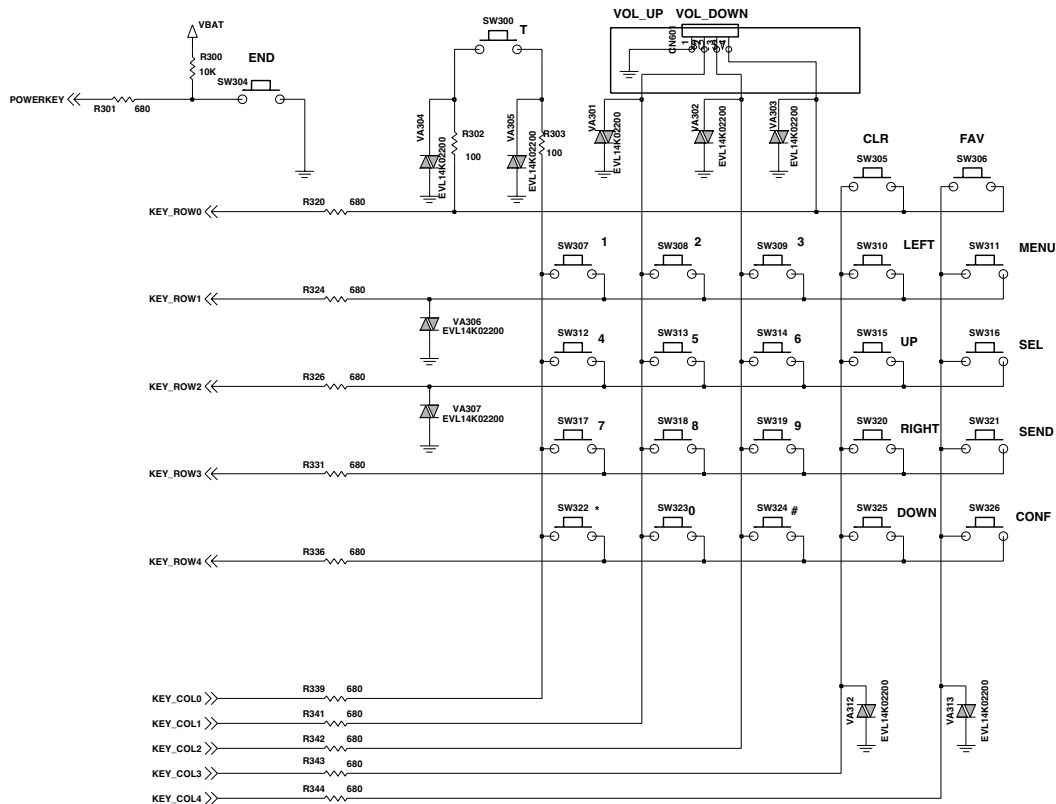 VOL_UP VOL_DOWN
VBAT
SW300
T
CN601
1
4
R300
10K
END
SW304
POWERKEY
R301 680
VA304
EVL14K02200
R302
100
VA305
EVL14K02200
R303
100
VA301
EVL14K02200
VA302
EVL14K02200
VA303
EVL14K02200
CLR
SW305
FAV
SW306
KEY_ROW0
R320 680
SW307 1
SW308 2
SW309 3
SW310 LEFT
SW311 MENU
KEY_ROW1
R324 680
VA306
EVL14K02200
SW312 4
SW313 5
SW314 6
SW315 UP
SW316 SEL
KEY_ROW2
R326 680
VA307
EVL14K02200
SW317 7
SW318 8
SW319 9
SW320 RIGHT
SW321 SEND
KEY_ROW3
R331 680
SW322 *
SW323 0
SW324 #
SW325 DOWN
SW326 CONF
KEY_ROW4
R336 680
KEY_COL0
R339 680
KEY_COL1
R341 680
KEY_COL2
R342 680
KEY_COL3
R343 680
KEY_COL4
R344 680
VA312
EVL14K02200
VA313
EVL14K02200